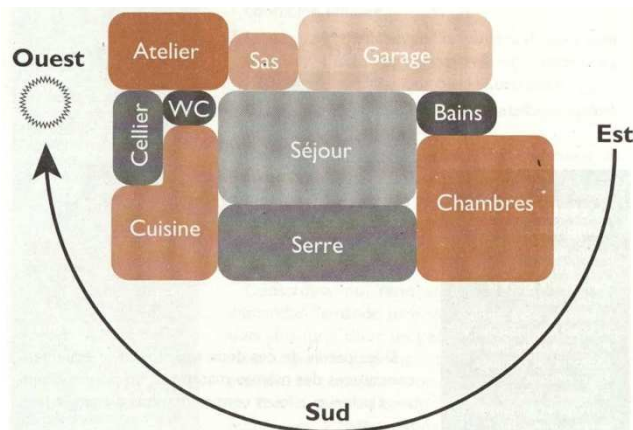 Ouest
Atelier
Sas
Garage
Cellier
WC
Séjour
Bains
Est
Cuisine
Serre
Chambres
Sud